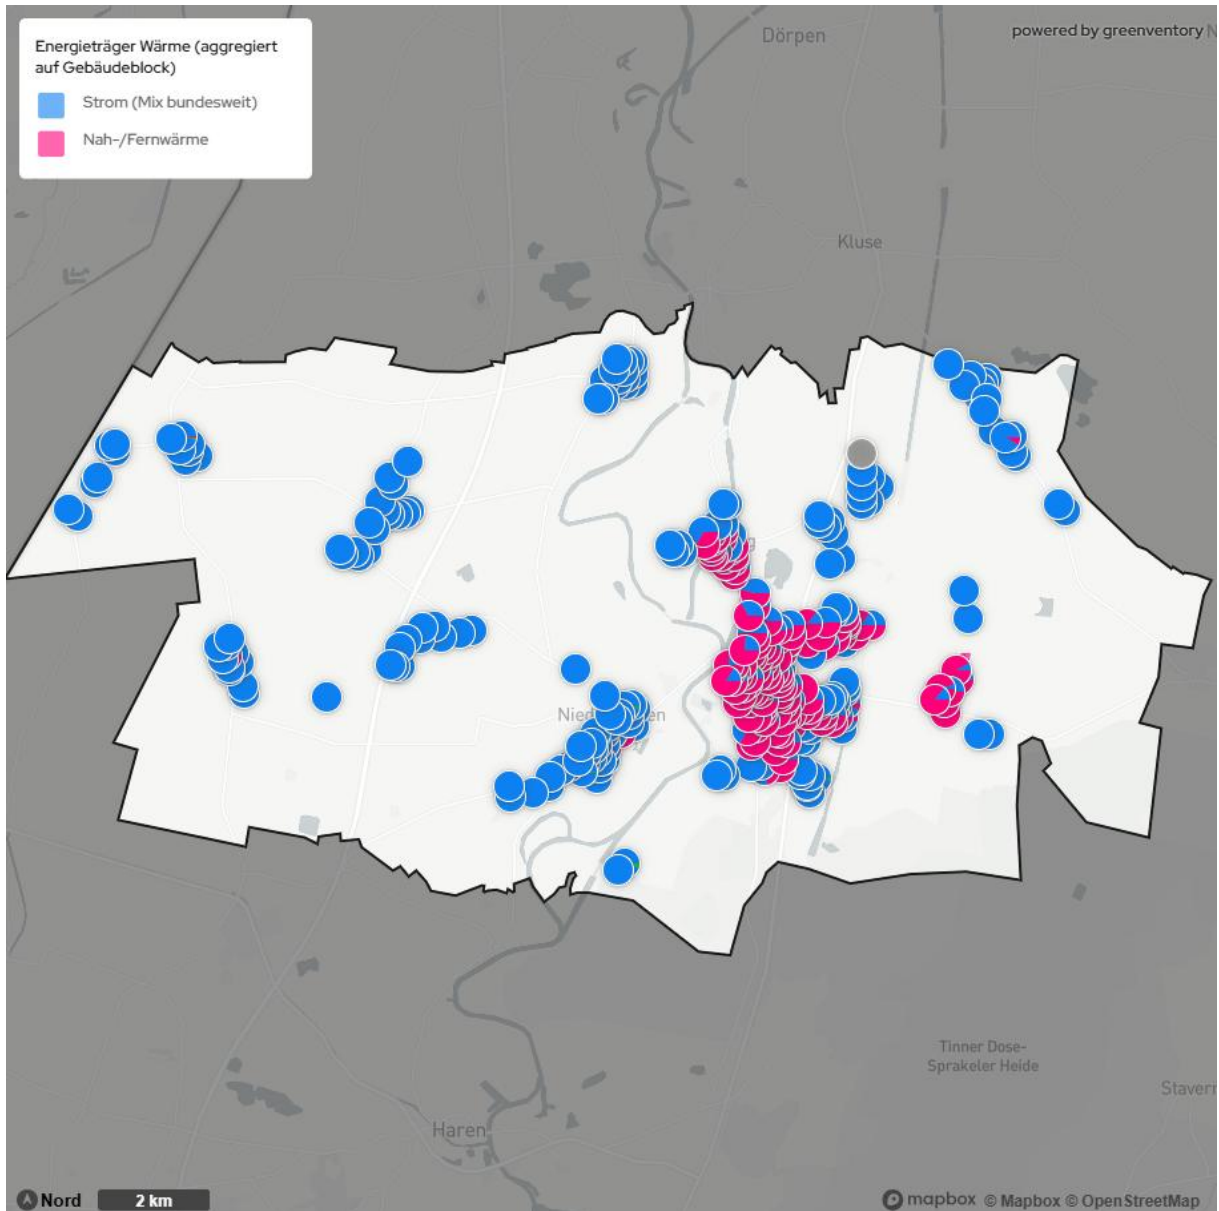 Energieträger Wärme (aggregiert
auf Gebäudeblock)
Strom (Mix bundesweit)
Nah-/Fernwärme
Dörpen
powered by greenventory
Kluse
Tinner Dose-
Sprakeler Heide
Haren
Nord
2 km
mapbox © Mapbox © OpenStreetMap